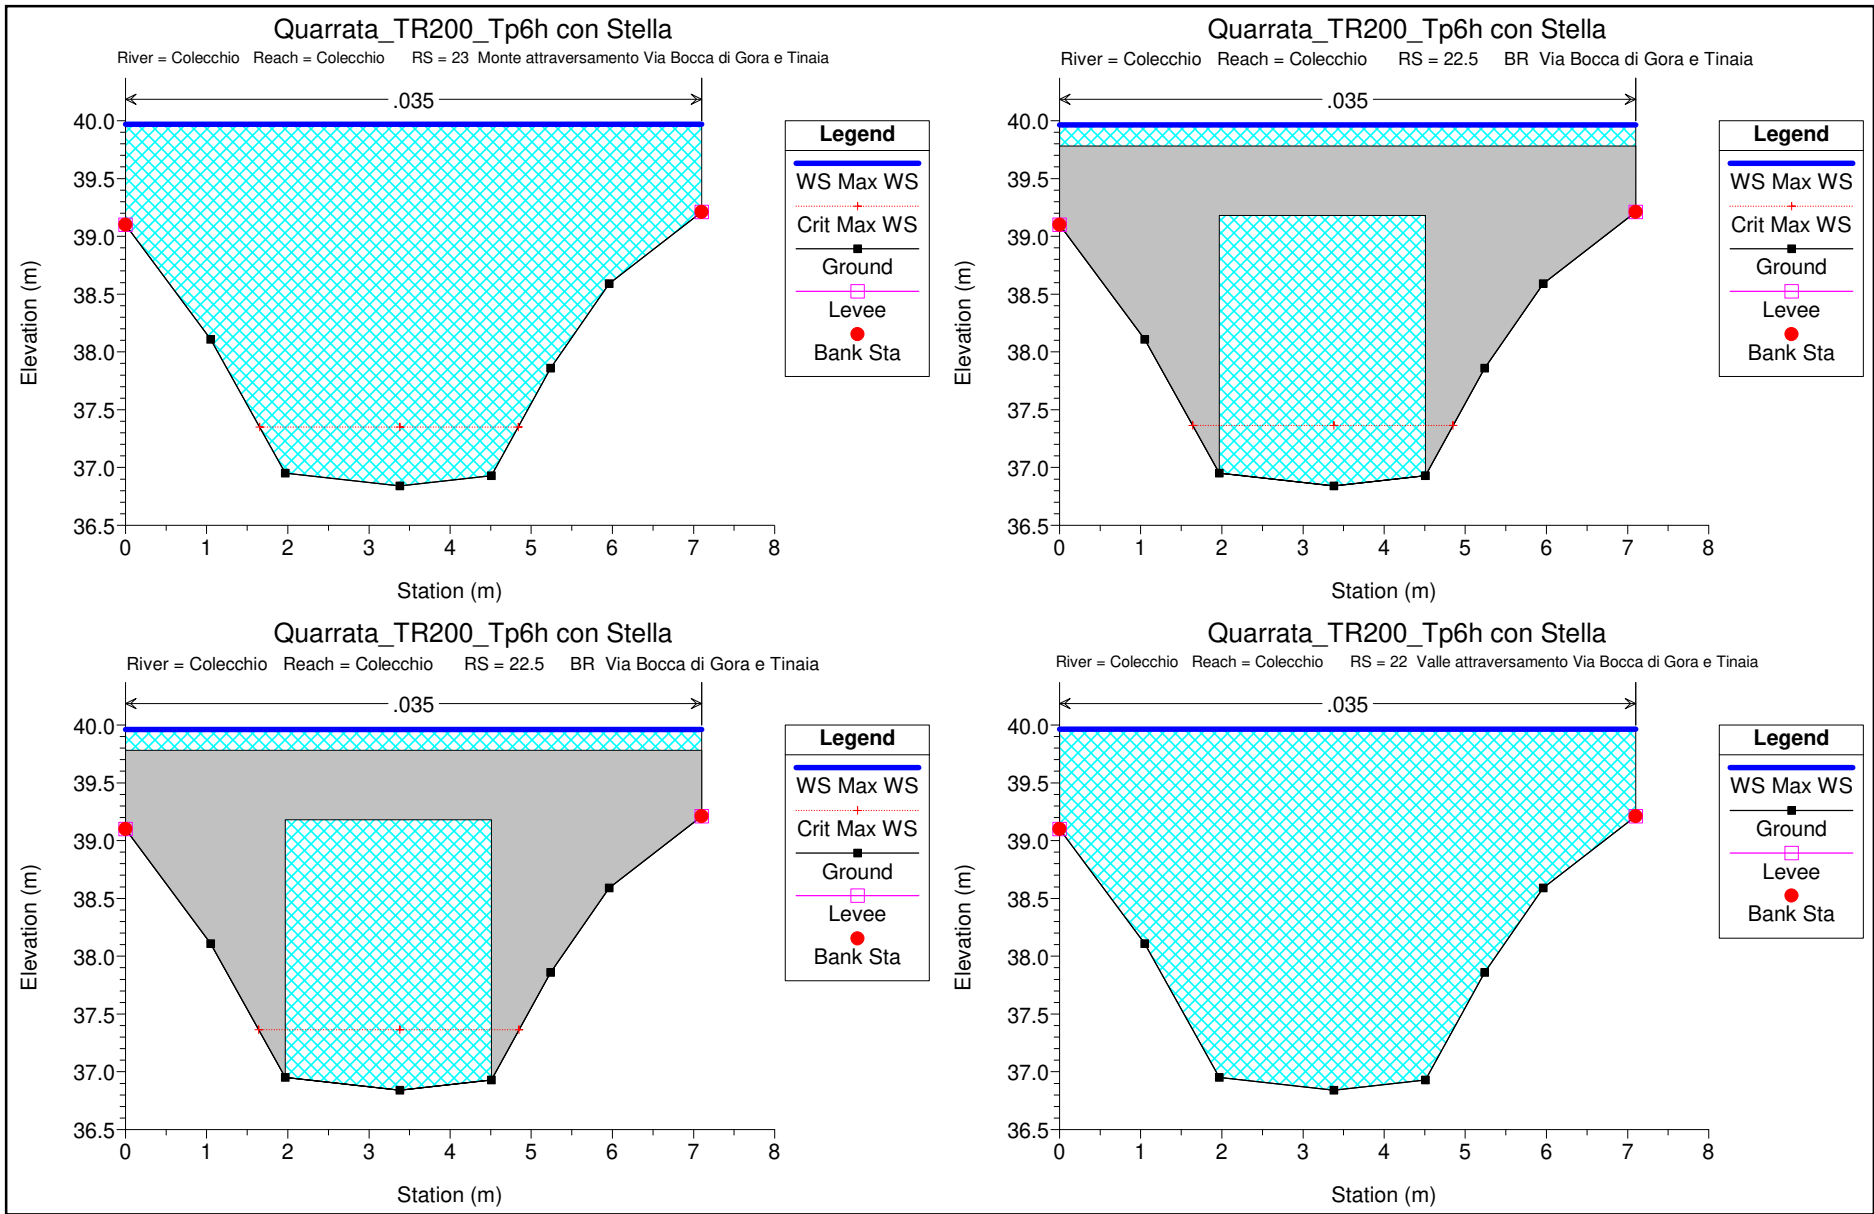 Quarrata_TR200_Tp6h con Stella
River = Colecchio Reach = Colecchio RS = 23 Monte attraversamento Via Bocca di Gora e Tinaia
.035
40.0
39.5
39.0
38.5
38.0
37.5
37.0
36.5
0 1 2 3 4 5 6 7 8
Elevation (m)
Station (m)
Legend
WS Max WS
Crit Max WS
Ground
Levee
Bank Sta
Quarrata_TR200_Tp6h con Stella
River = Colecchio Reach = Colecchio RS = 22.5 BR Via Bocca di Gora e Tinaia
.035
40.0
39.5
39.0
38.5
38.0
37.5
37.0
36.5
0 1 2 3 4 5 6 7 8
Elevation (m)
Station (m)
Legend
WS Max WS
Crit Max WS
Ground
Levee
Bank Sta
Quarrata_TR200_Tp6h con Stella
River = Colecchio Reach = Colecchio RS = 22.5 BR Via Bocca di Gora e Tinaia
.035
40.0
39.5
39.0
38.5
38.0
37.5
37.0
36.5
0 1 2 3 4 5 6 7 8
Elevation (m)
Station (m)
Legend
WS Max WS
Crit Max WS
Ground
Levee
Bank Sta
Quarrata_TR200_Tp6h con Stella
River = Colecchio Reach = Colecchio RS = 22 Valle attraversamento Via Bocca di Gora e Tinaia
.035
40.0
39.5
39.0
38.5
38.0
37.5
37.0
36.5
0 1 2 3 4 5 6 7 8
Elevation (m)
Station (m)
Legend
WS Max WS
Ground
Levee
Bank Sta